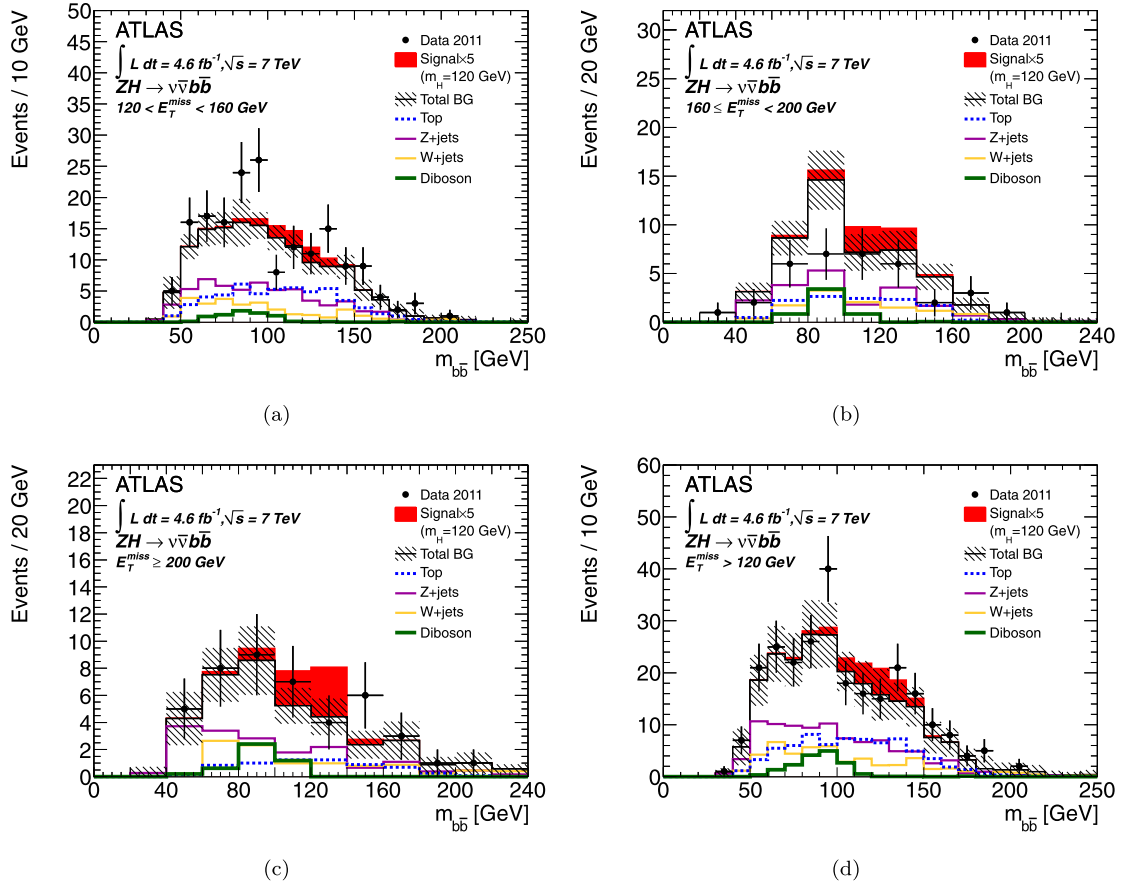 Events / 10 GeV
50
45
40
35
30
25
20
15
10
5
0
ATLAS
∫ L dt = 4.6 fb⁻¹,√s = 7 TeV
ZH → νν̄bb̄
120 < E_T^miss < 160 GeV
Data 2011
Signal×5
(m_H=120 GeV)
Total BG
Top
Z+jets
W+jets
Diboson
0 50 100 150 200 250
m_bb̄ [GeV]
(a)
Events / 20 GeV
30
25
20
15
10
5
0
ATLAS
∫ L dt = 4.6 fb⁻¹,√s = 7 TeV
ZH → νν̄bb̄
160 ≤ E_T^miss < 200 GeV
Data 2011
Signal×5
(m_H=120 GeV)
Total BG
Top
Z+jets
W+jets
Diboson
0 40 80 120 160 200 240
m_bb̄ [GeV]
(b)
Events / 20 GeV
22
20
18
16
14
12
10
8
6
4
2
0
ATLAS
∫ L dt = 4.6 fb⁻¹,√s = 7 TeV
ZH → νν̄bb̄
E_T^miss ≥ 200 GeV
Data 2011
Signal×5
(m_H=120 GeV)
Total BG
Top
Z+jets
W+jets
Diboson
0 40 80 120 160 200 240
m_bb̄ [GeV]
(c)
Events / 10 GeV
60
50
40
30
20
10
0
ATLAS
∫ L dt = 4.6 fb⁻¹,√s = 7 TeV
ZH → νν̄bb̄
E_T^miss > 120 GeV
Data 2011
Signal×5
(m_H=120 GeV)
Total BG
Top
Z+jets
W+jets
Diboson
0 50 100 150 200 250
m_bb̄ [GeV]
(d)